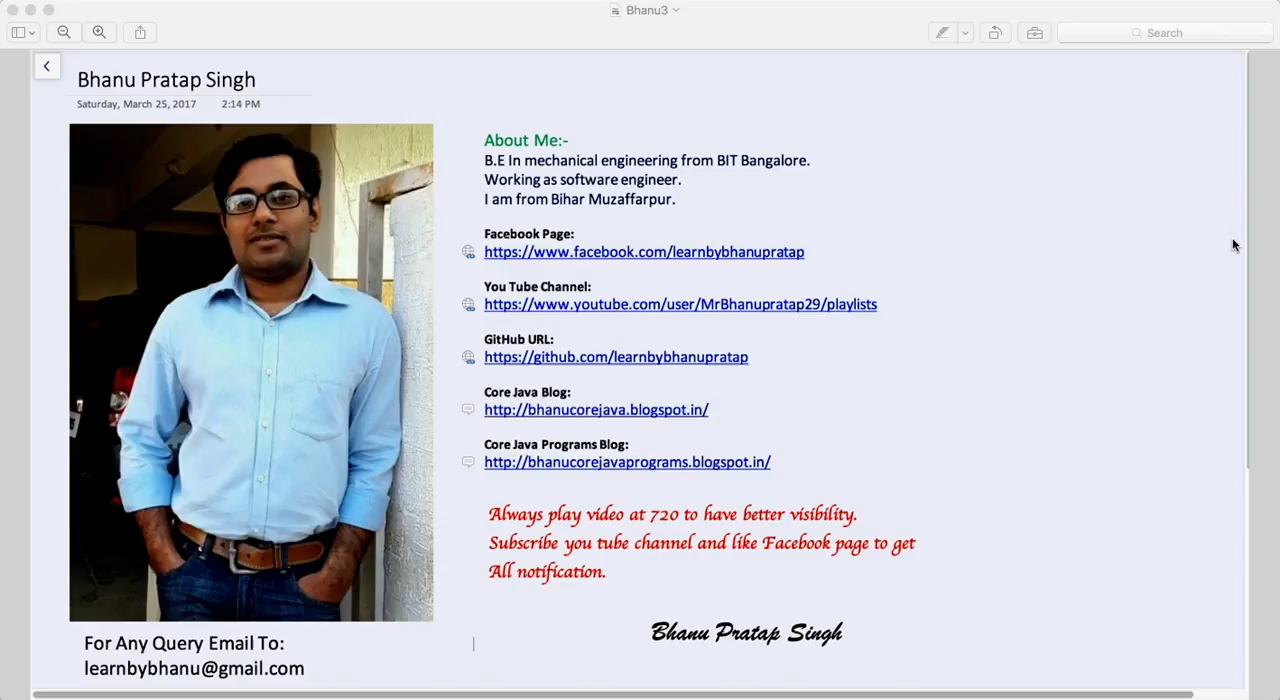 Bhanu3
Search
Bhanu Pratap Singh
Saturday, March 25, 2017 2:14 PM
About Me:-
B.E In mechanical engineering from BIT Bangalore.
Working as software engineer.
I am from Bihar Muzaffarpur.
Facebook Page:
https://www.facebook.com/learnbybhanupratap
You Tube Channel:
https://www.youtube.com/user/MrBhanupratap29/playlists
GitHub URL:
https://github.com/learnbybhanupratap
Core Java Blog:
http://bhanucorejava.blogspot.in/
Core Java Programs Blog:
http://bhanucorejavaprograms.blogspot.in/
Always play video at 720 to have better visibility.
Subscribe you tube channel and like Facebook page to get
All notification.
Bhanu Pratap Singh
For Any Query Email To:
learnbybhanu@gmail.com